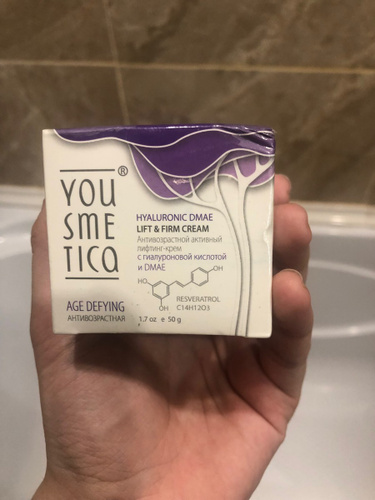 YOU
SME
TICA®
HYALURONIC DMAE
LIFT & FIRM CREAM
Антивозрастной активный
лифтинг-крем
с гиалуроновой кислотой
и DMAE
HO
OH
OH
RESVERATROL
C14H12O3
AGE DEFYING
АНТИВОЗРАСТНАЯ
1.7 oz e 50 g